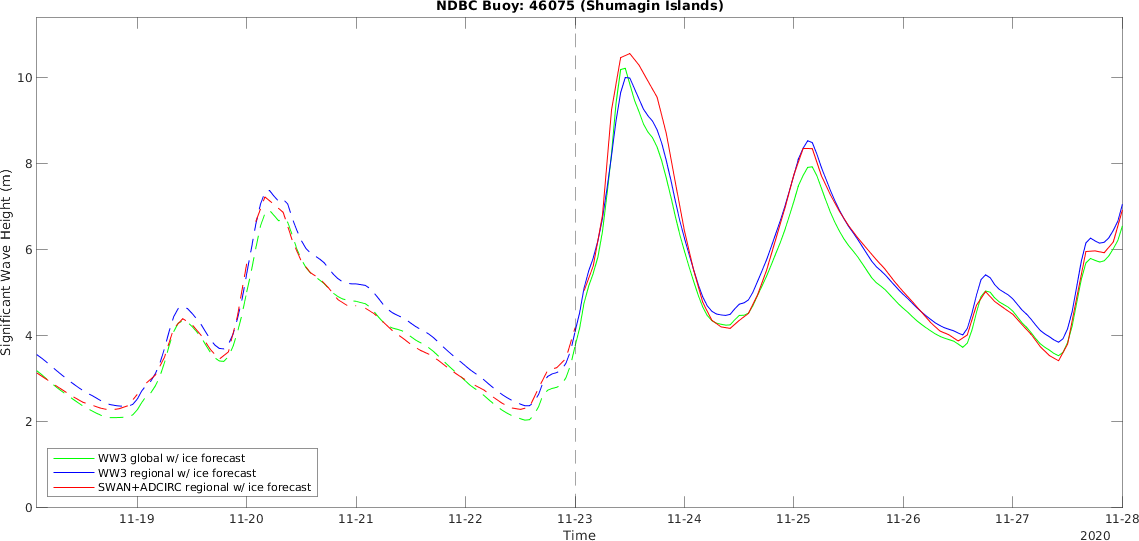 NDBC Buoy: 46075 (Shumagin Islands)
Significant Wave Height (m)
10
8
6
4
2
0
WW3 global w/ ice forecast
WW3 regional w/ ice forecast
SWAN+ADCIRC regional w/ ice forecast
11-19
11-20
11-21
11-22
11-23
11-24
11-25
11-26
11-27
11-28
Time
2020